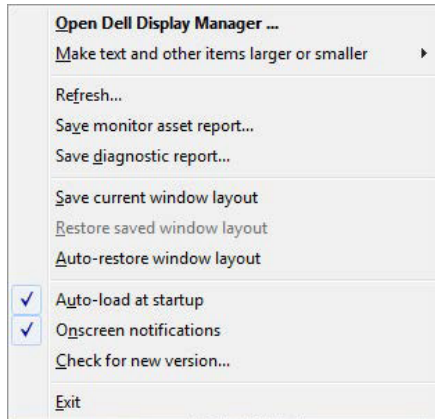 Open Dell Display Manager ...
Make text and other items larger or smaller
Refresh...
Save monitor asset report...
Save diagnostic report...
Save current window layout
Restore saved window layout
Auto-restore window layout
Auto-load at startup
Onscreen notifications
Check for new version...
Exit